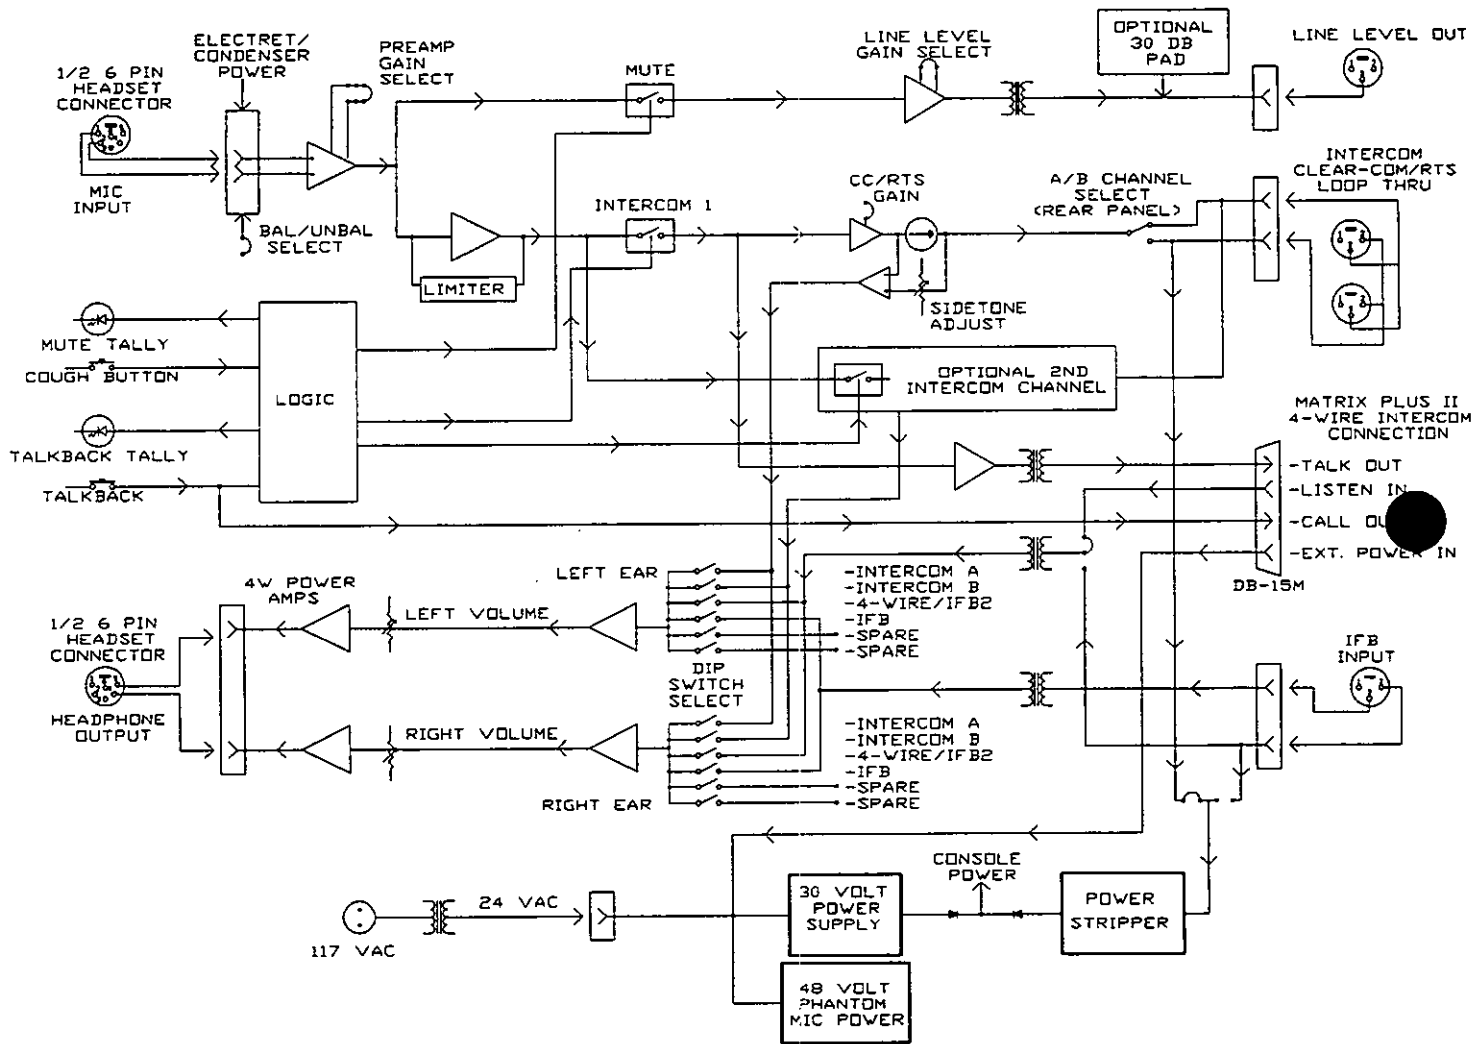 ELECTRET/
CONDENSER
POWER
PREAMP
GAIN
SELECT
MUTE
LINE LEVEL
GAIN SELECT
OPTIONAL
30 DB
PAD
LINE LEVEL OUT
1/2 6 PIN
HEADSET
CONNECTOR
MIC
INPUT
BAL/UNBAL
SELECT
LIMITER
INTERCOM 1
CC/RTS
GAIN
SIDETONE
ADJUST
A/B CHANNEL
SELECT
(REAR PANEL)
INTERCOM
CLEAR-COM/RTS
LOOP THRU
MUTE TALLY
COUGH BUTTON
TALKBACK TALLY
TALKBACK
LOGIC
OPTIONAL 2ND
INTERCOM CHANNEL
MATRIX PLUS II
4-WIRE INTERCOM
CONNECTION
-TALK OUT
-LISTEN IN
-CALL
-EXT. POWER IN
DB-15M
LEFT EAR
-INTERCOM A
-INTERCOM B
-4-WIRE/IFB2
-IFB
-SPARE
-SPARE
4W POWER
AMPS
LEFT VOLUME
1/2 6 PIN
HEADSET
CONNECTOR
HEADPHONE
OUTPUT
DIP
SWITCH
SELECT
RIGHT VOLUME
RIGHT EAR
-INTERCOM A
-INTERCOM B
-4-WIRE/IFB2
-IFB
-SPARE
-SPARE
IFB
INPUT
117 VAC
24 VAC
30 VOLT
POWER
SUPPLY
CONSOLE
POWER
POWER
STRIPPER
48 VOLT
PHANTOM
MIC POWER